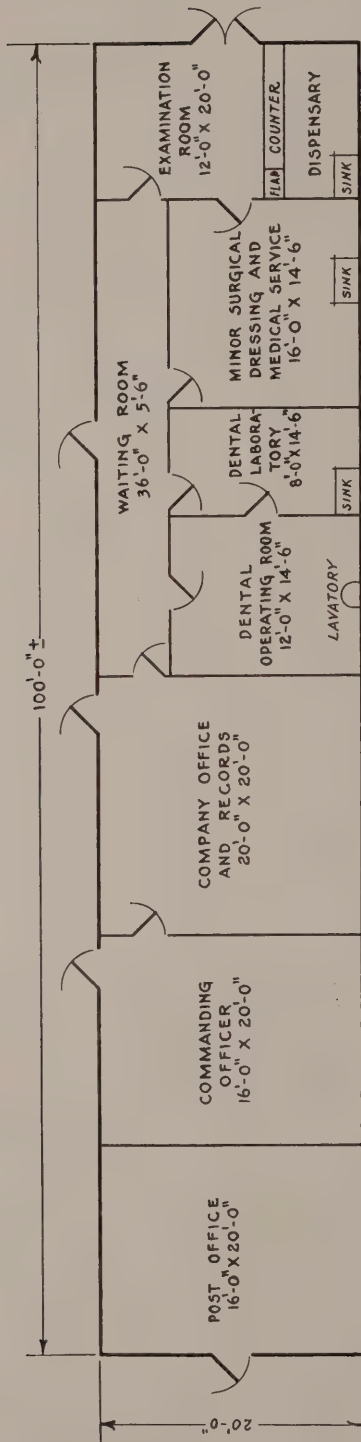 100'-0"±
20'-0"
POST OFFICE
16'-0" X 20'-0"
COMMANDING
OFFICER
16'-0" X 20'-0"
COMPANY OFFICE
AND RECORDS
20'-0" X 20'-0"
WAITING ROOM
36'-0" X 5'-6"
DENTAL
OPERATING ROOM
12'-0" X 14'-6"
LAVATORY
DENTAL
LABORA-
TORY
8'-0" X 14'-6"
SINK
MINOR SURGICAL
DRESSING AND
MEDICAL SERVICE
16'-0" X 14'-6"
SINK
EXAMINATION
ROOM
12'-0" X 20'-0"
FLAP
COUNTER
DISPENSARY
SINK